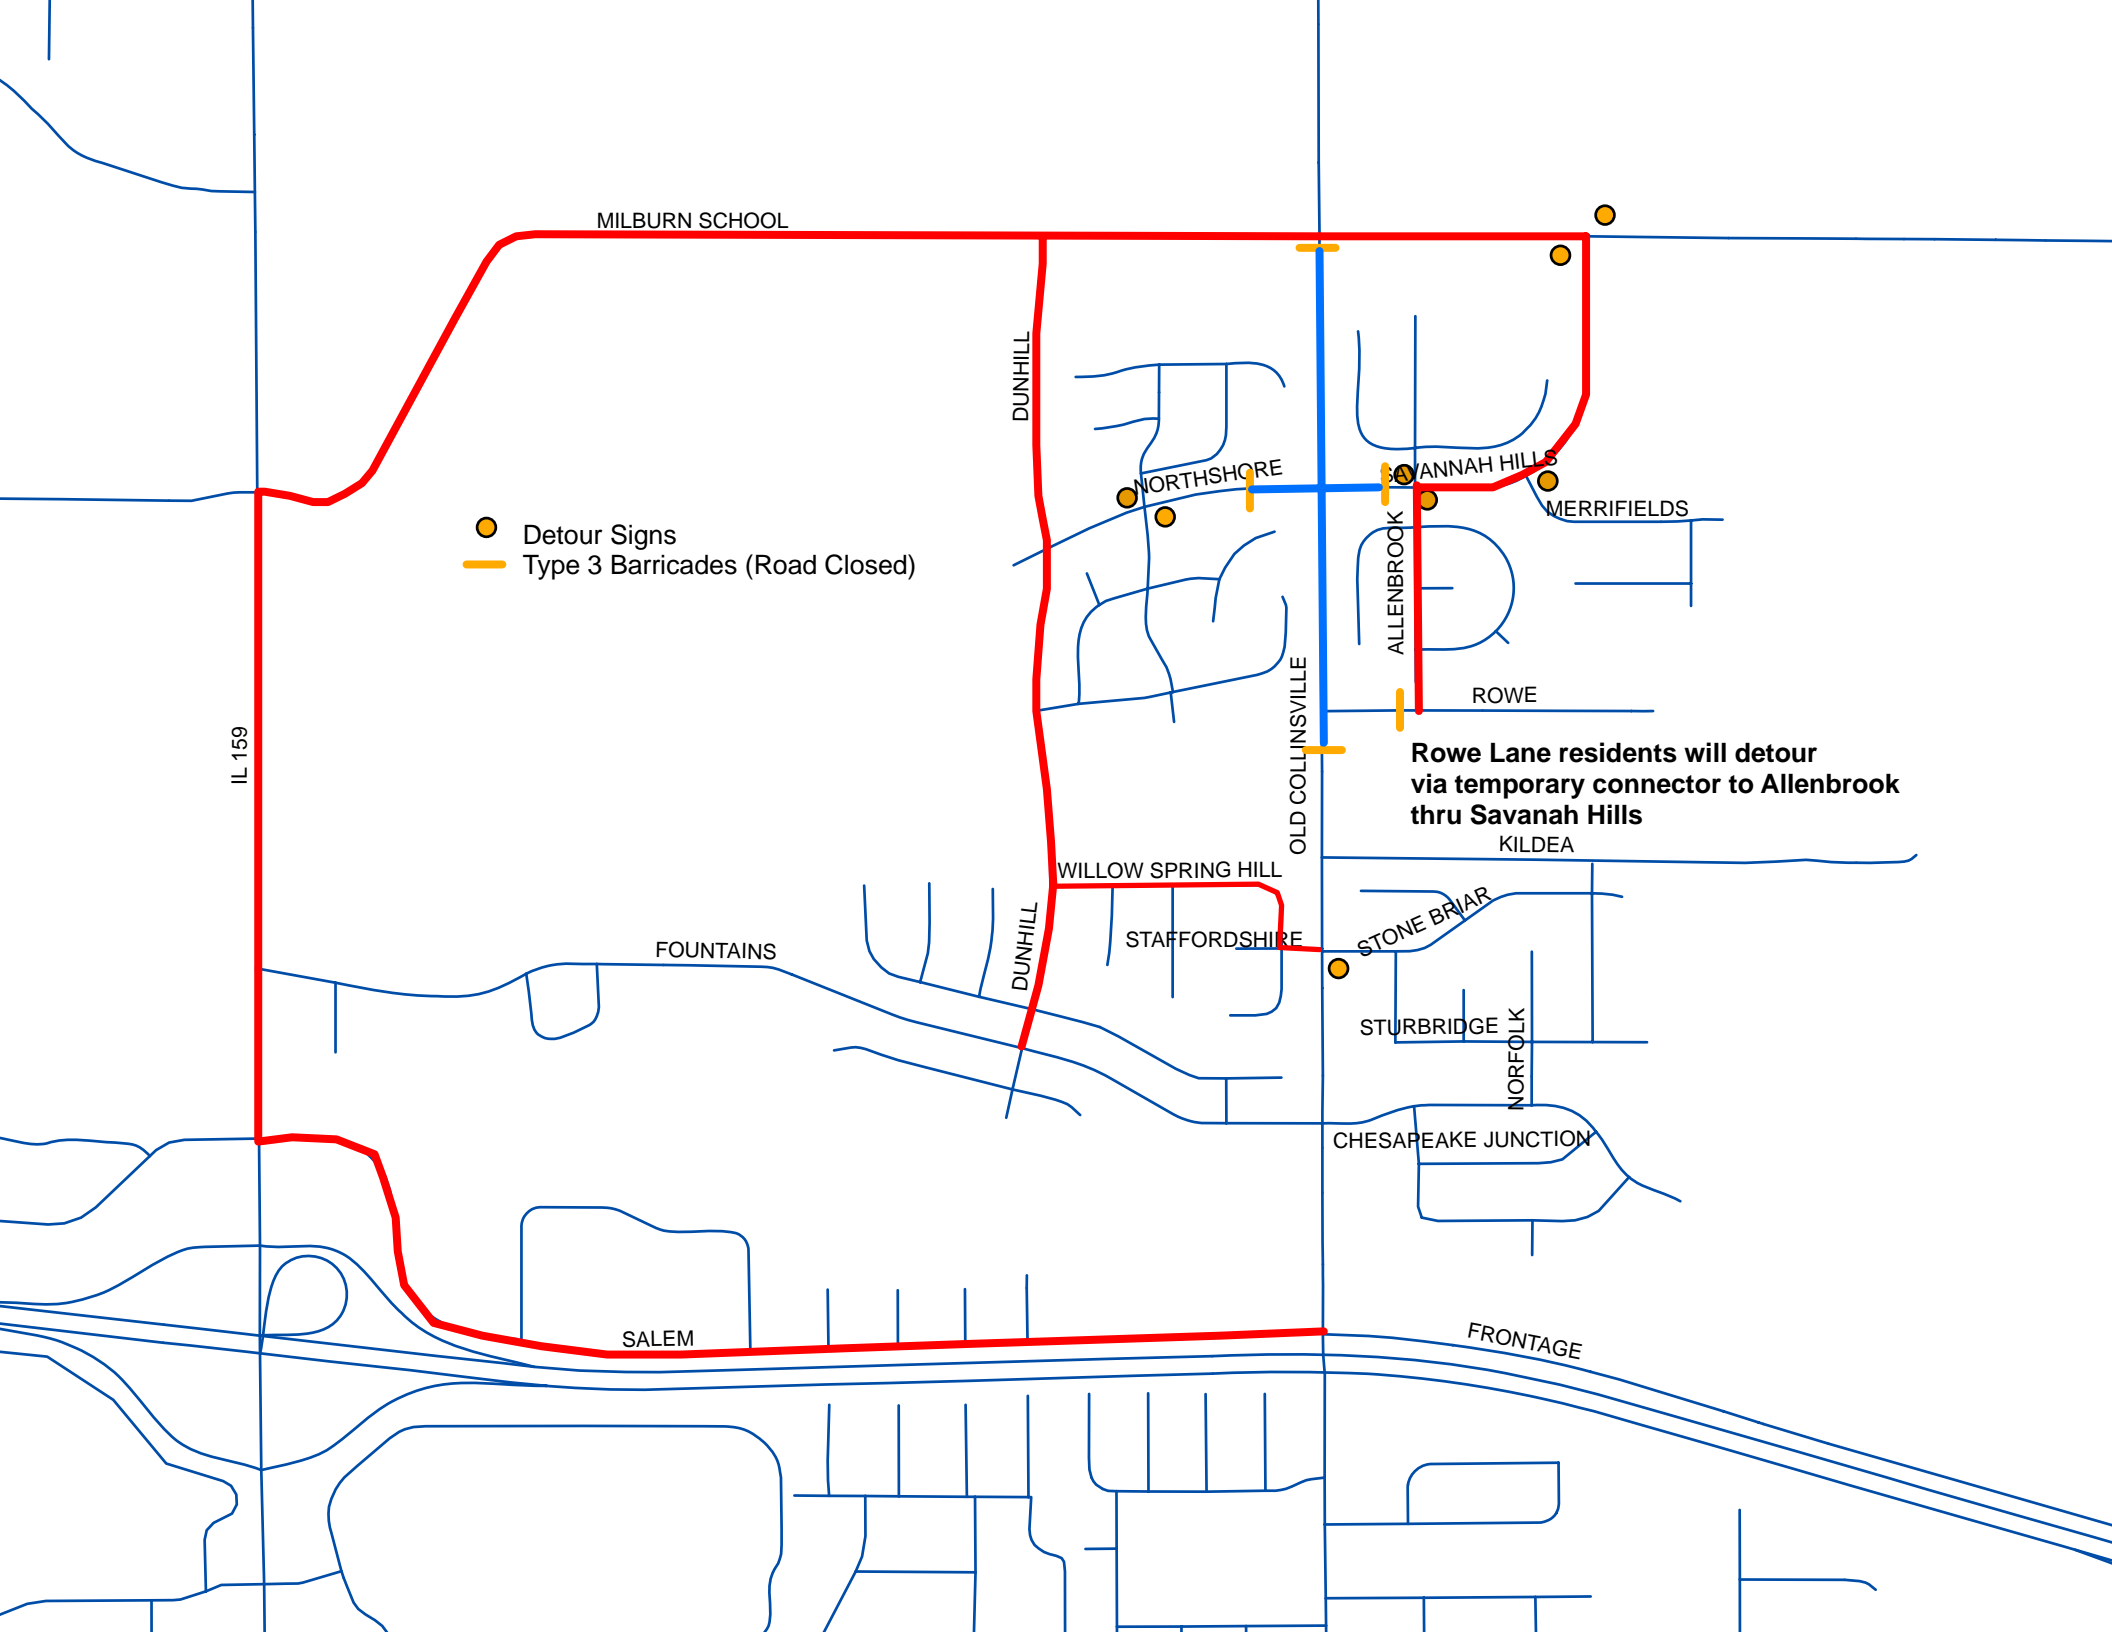 MILBURN SCHOOL
DUNHILL
NORTHSHORE
SAVANNAH HILLS
MERRIFIELDS
Detour Signs
Type 3 Barricades (Road Closed)
ALLENBROOK
ROWE
OLD COLLINSVILLE
IL 159
Rowe Lane residents will detour
via temporary connector to Allenbrook
thru Savanah Hills
KILDEA
WILLOW SPRING HILL
STONE BRIAR
STAFFORDSHIRE
FOUNTAINS
DUNHILL
STURBRIDGE
NORFOLK
CHESAPEAKE JUNCTION
SALEM
FRONTAGE